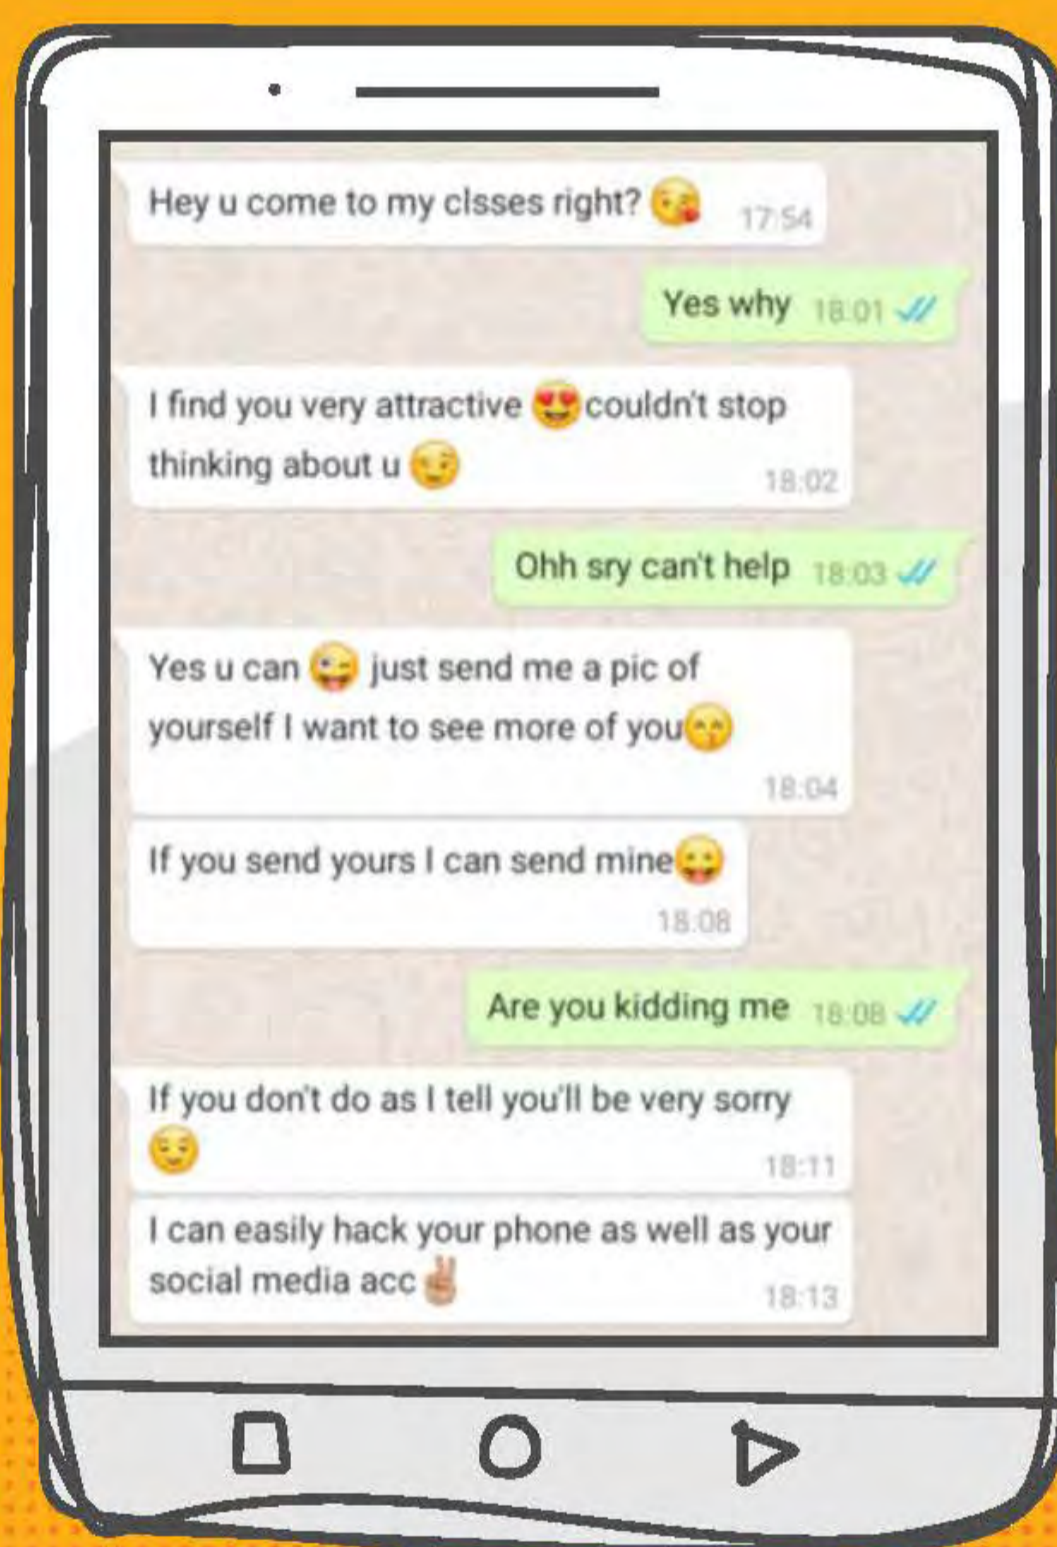 Hey u come to my clsses right? 😘 17:54
Yes why 18:01
I find you very attractive 😍 couldn't stop
thinking about u 😏
18:02
Ohh sry can't help 18:03
Yes u can 😜 just send me a pic of
yourself I want to see more of you😙
18:04
If you send yours I can send mine😛
18:08
Are you kidding me 18:08
If you don't do as I tell you'll be very sorry
😏 18:11
I can easily hack your phone as well as your
social media acc✌🏽 18:13